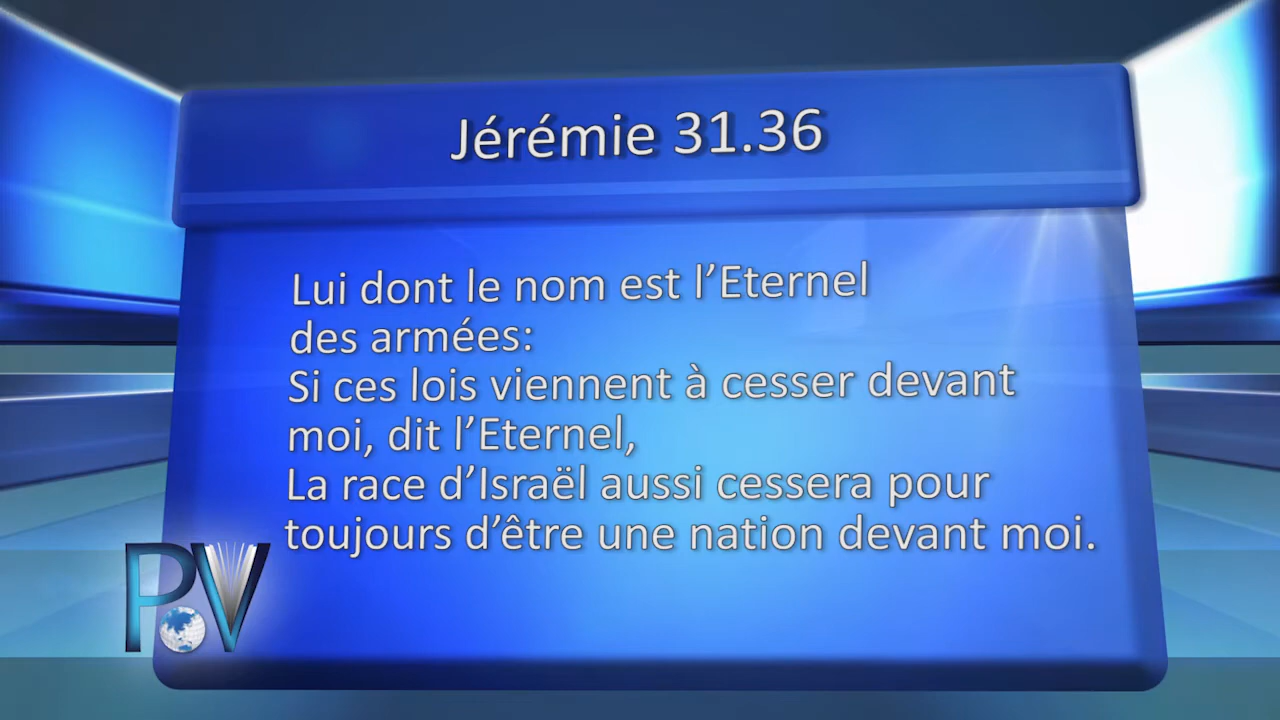 Jérémie 31.36
Lui dont le nom est l’Eternel
des armées:
Si ces lois viennent à cesser devant
moi, dit l’Eternel,
La race d’Israël aussi cessera pour
toujours d’être une nation devant moi.
PV